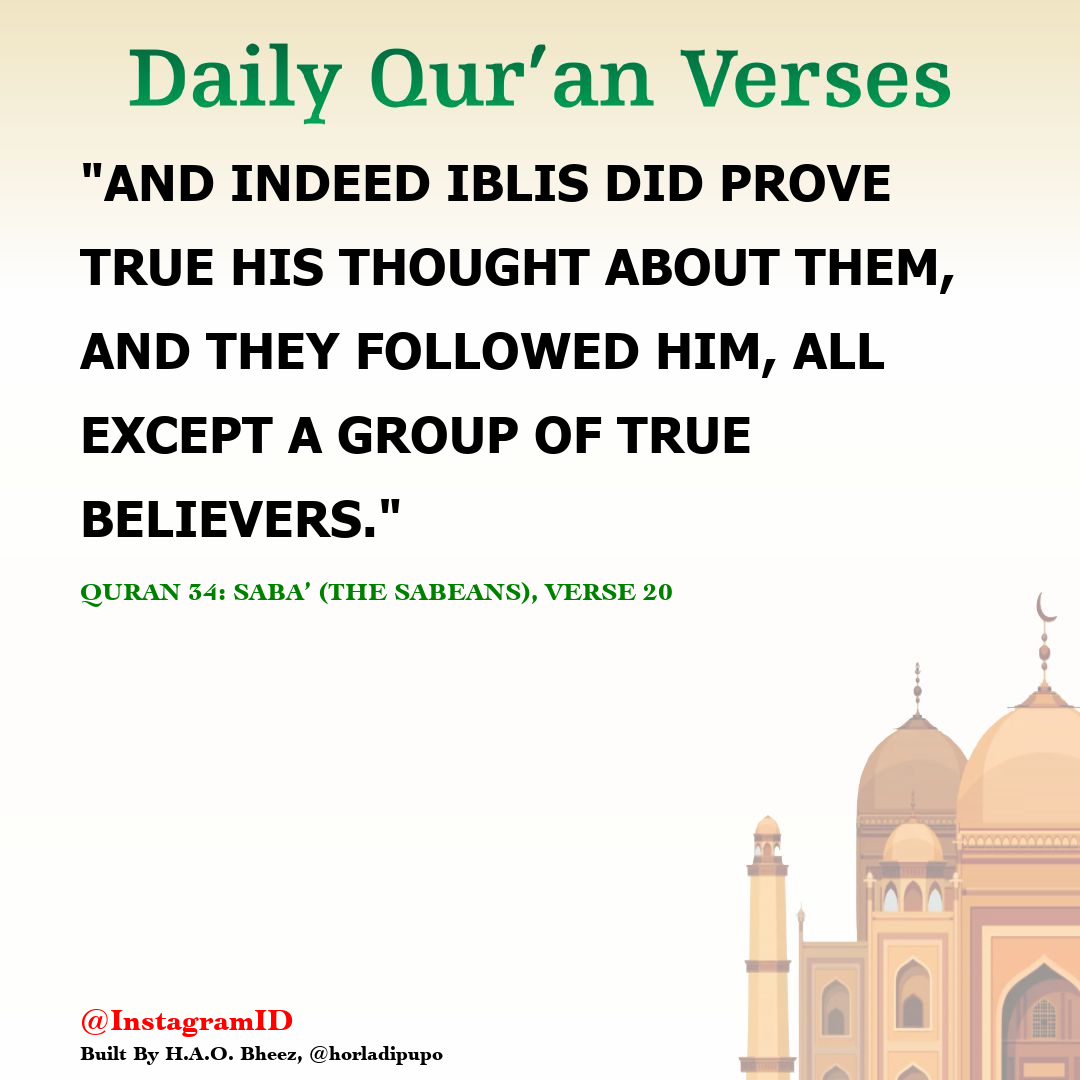 Daily Qur’an Verses
"AND INDEED IBLIS DID PROVE
TRUE HIS THOUGHT ABOUT THEM,
AND THEY FOLLOWED HIM, ALL
EXCEPT A GROUP OF TRUE
BELIEVERS."
QURAN 34: SABA’ (THE SABEANS), VERSE 20
@InstagramID
Built By H.A.O. Bheez, @horladipupo